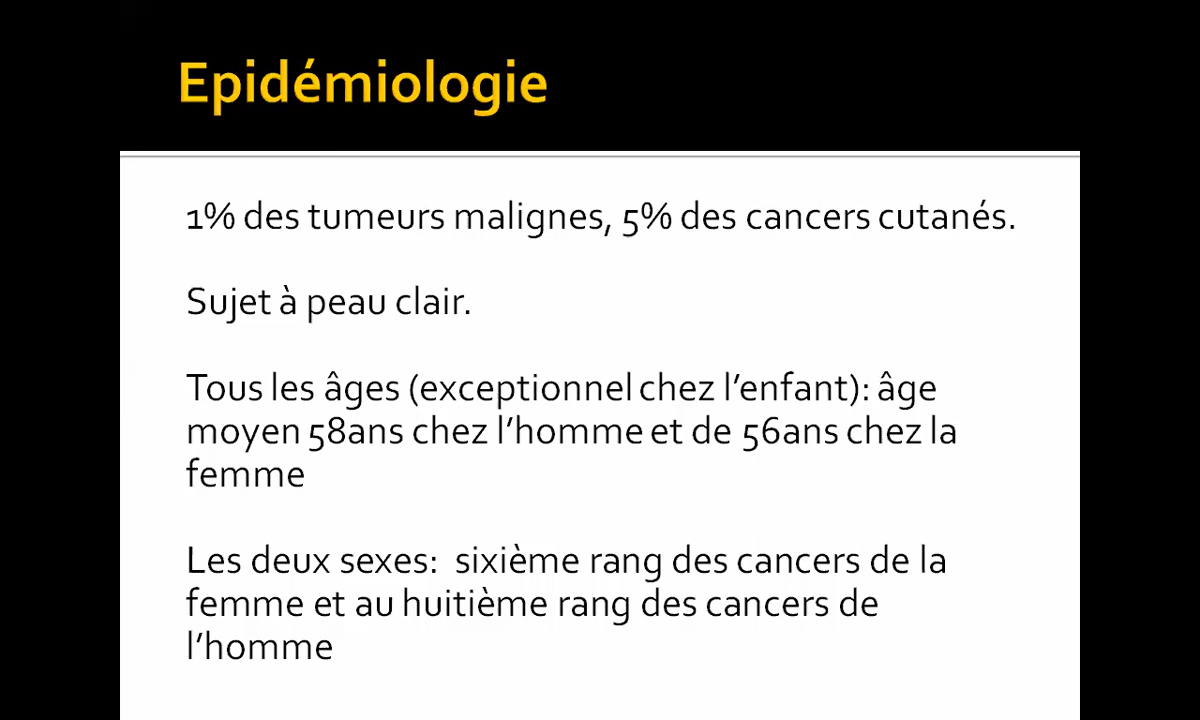 Epidémiologie
1% des tumeurs malignes, 5% des cancers cutanés.
Sujet à peau clair.
Tous les âges (exceptionnel chez l'enfant): âge
moyen 58ans chez l'homme et de 56ans chez la
femme
Les deux sexes:  sixième rang des cancers de la
femme et au huitième rang des cancers de
l'homme